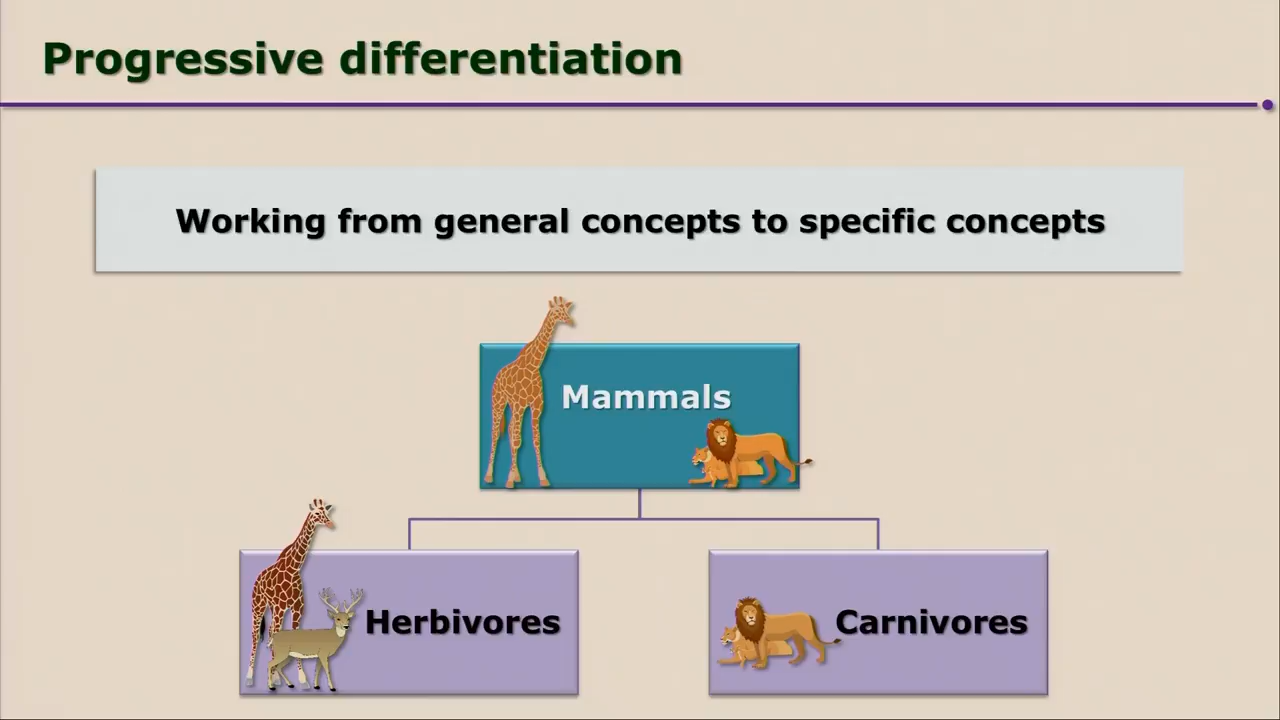 Progressive differentiation
Working from general concepts to specific concepts
Mammals
Herbivores
Carnivores